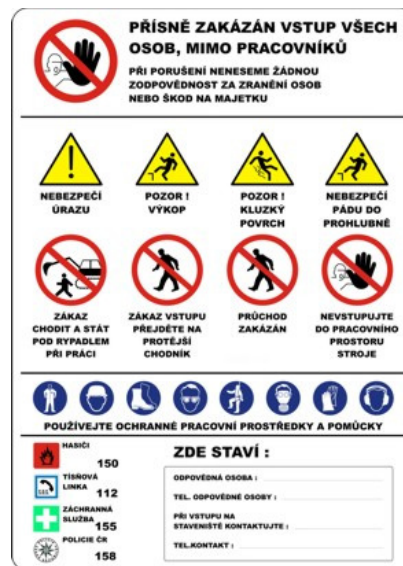 PŘÍSNĚ ZAKÁZÁN VSTUP VŠECH
OSOB, MIMO PRACOVNÍKŮ
PŘI PORUŠENÍ NENESEME ŽÁDNOU
ZODPOVĚDNOST ZA ZRANĚNÍ OSOB
NEBO ŠKOD NA MAJETKU
NEBEZPEČÍ
ÚRAZU
POZOR !
VÝKOP
POZOR !
KLUZKÝ
POVRCH
NEBEZPEČÍ
PÁDU DO
PROHLUBNĚ
ZÁKAZ
CHODIT A STÁT
POD RYPADLEM
PŘI PRÁCI
ZÁKAZ VSTUPU
PŘEJDĚTE NA
PROTĚJŠÍ
CHODNÍK
PRŮCHOD
ZAKÁZÁN
NEVSTUPUJTE
DO PRACOVNÍHO
PROSTORU
STROJE
POUŽÍVEJTE OCHRANNÉ PRACOVNÍ PROSTŘEDKY A POMŮCKY
HASIČI
150
TÍSŇOVÁ
LINKA
112
SOS
ZÁCHRANNÁ
SLUŽBA
155
POLICIE ČR
158
ZDE STAVÍ :
ODPOVĚDNÁ OSOBA :
TEL. ODPOVĚDNÉ OSOBY :
PŘI VSTUPU NA
STAVENIŠTĚ KONTAKTUJTE :
TEL.KONTAKT :